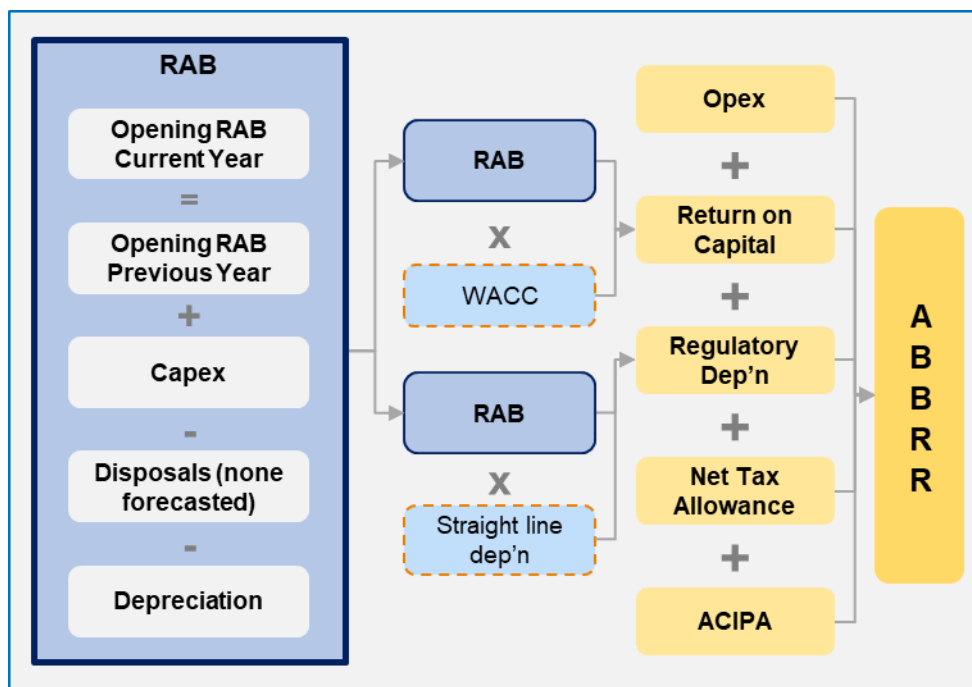 RAB
Opening RAB
Current Year
=
Opening RAB
Previous Year
+
Capex
-
Disposals (none
forecasted)
-
Depreciation
RAB
x
WACC
RAB
x
Straight line
dep'n
Opex
+
Return on
Capital
+
Regulatory
Dep'n
+
Net Tax
Allowance
+
ACIPA
A
B
B
R
R